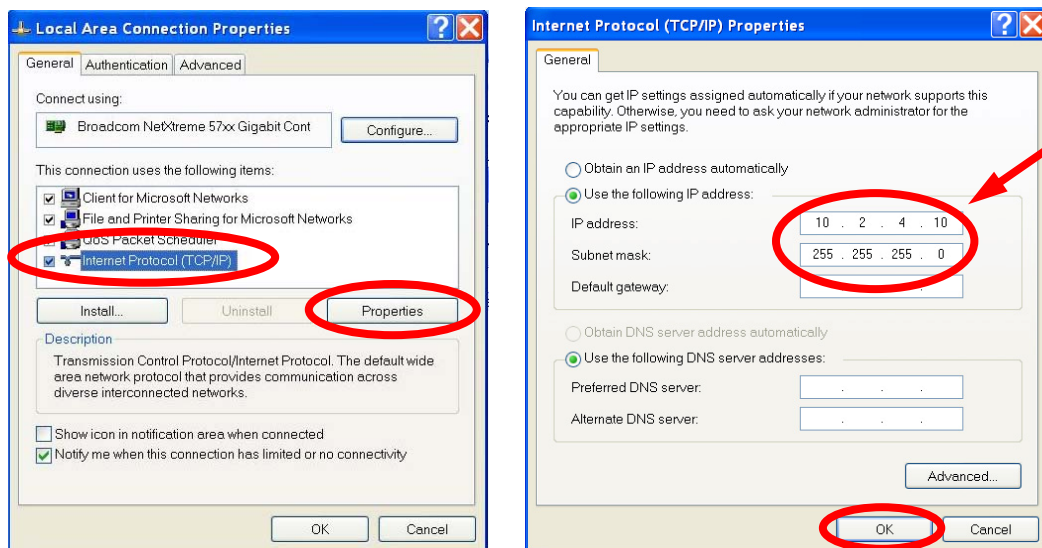 Local Area Connection Properties
General Authentication Advanced
Connect using:
Broadcom NetXtreme 57xx Gigabit Cont Configure...
This connection uses the following items:
Client for Microsoft Networks
File and Printer Sharing for Microsoft Networks
QoS Packet Scheduler
Internet Protocol (TCP/IP)
Install... Uninstall Properties
Description
Transmission Control Protocol/Internet Protocol. The default wide
area network protocol that provides communication across
diverse interconnected networks.
Show icon in notification area when connected
Notify me when this connection has limited or no connectivity
OK Cancel
Internet Protocol (TCP/IP) Properties
General
You can get IP settings assigned automatically if your network supports this
capability. Otherwise, you need to ask your network administrator for the
appropriate IP settings.
Obtain an IP address automatically
Use the following IP address:
IP address: 10 . 2 . 4 . 10
Subnet mask: 255 . 255 . 255 . 0
Default gateway: . . .
Obtain DNS server address automatically
Use the following DNS server addresses:
Preferred DNS server: . . .
Alternate DNS server: . . .
Advanced...
OK Cancel